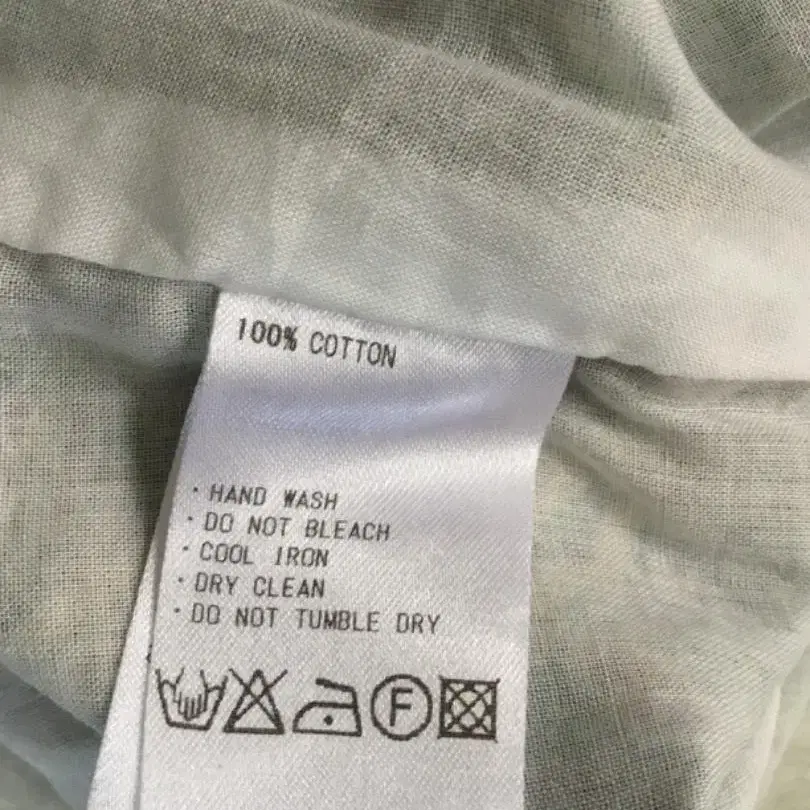 100% COTTON
· HAND WASH
· DO NOT BLEACH
· COOL IRON
· DRY CLEAN
· DO NOT TUMBLE DRY
F